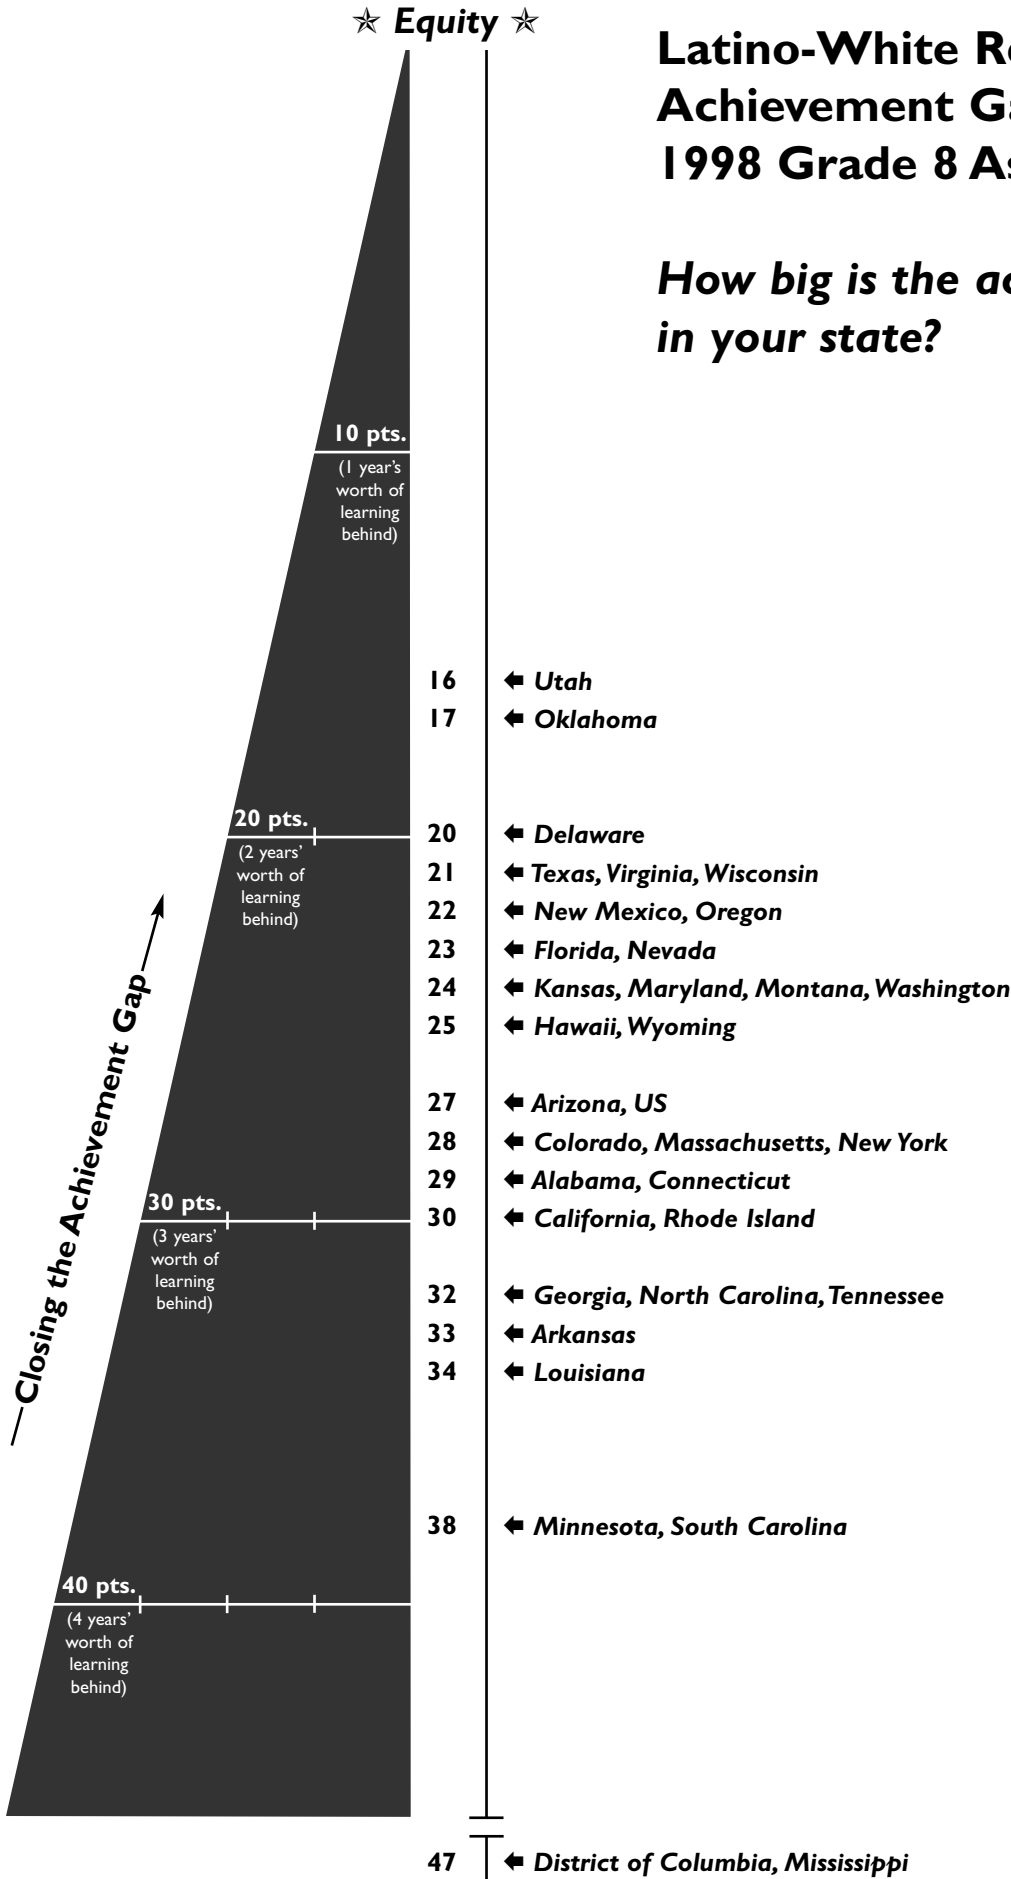 ✯ Equity ✯
Latino-White
Achievement
1998 Grade 8
How big is the
in your state?
10 pts.
(1 year's
worth of
learning
behind)
16 Utah
17 Oklahoma
20 pts.
(2 years'
worth of
learning
behind)
20 Delaware
21 Texas, Virginia, Wisconsin
22 New Mexico, Oregon
23 Florida, Nevada
24 Kansas, Maryland, Montana, Washington
25 Hawaii, Wyoming
Closing the Achievement Gap
27 Arizona, US
28 Colorado, Massachusetts, New York
29 Alabama, Connecticut
30 pts.
(3 years'
worth of
learning
behind)
30 California, Rhode Island
32 Georgia, North Carolina, Tennessee
33 Arkansas
34 Louisiana
38 Minnesota, South Carolina
40 pts.
(4 years'
worth of
learning
behind)
47 District of Columbia, Mississippi